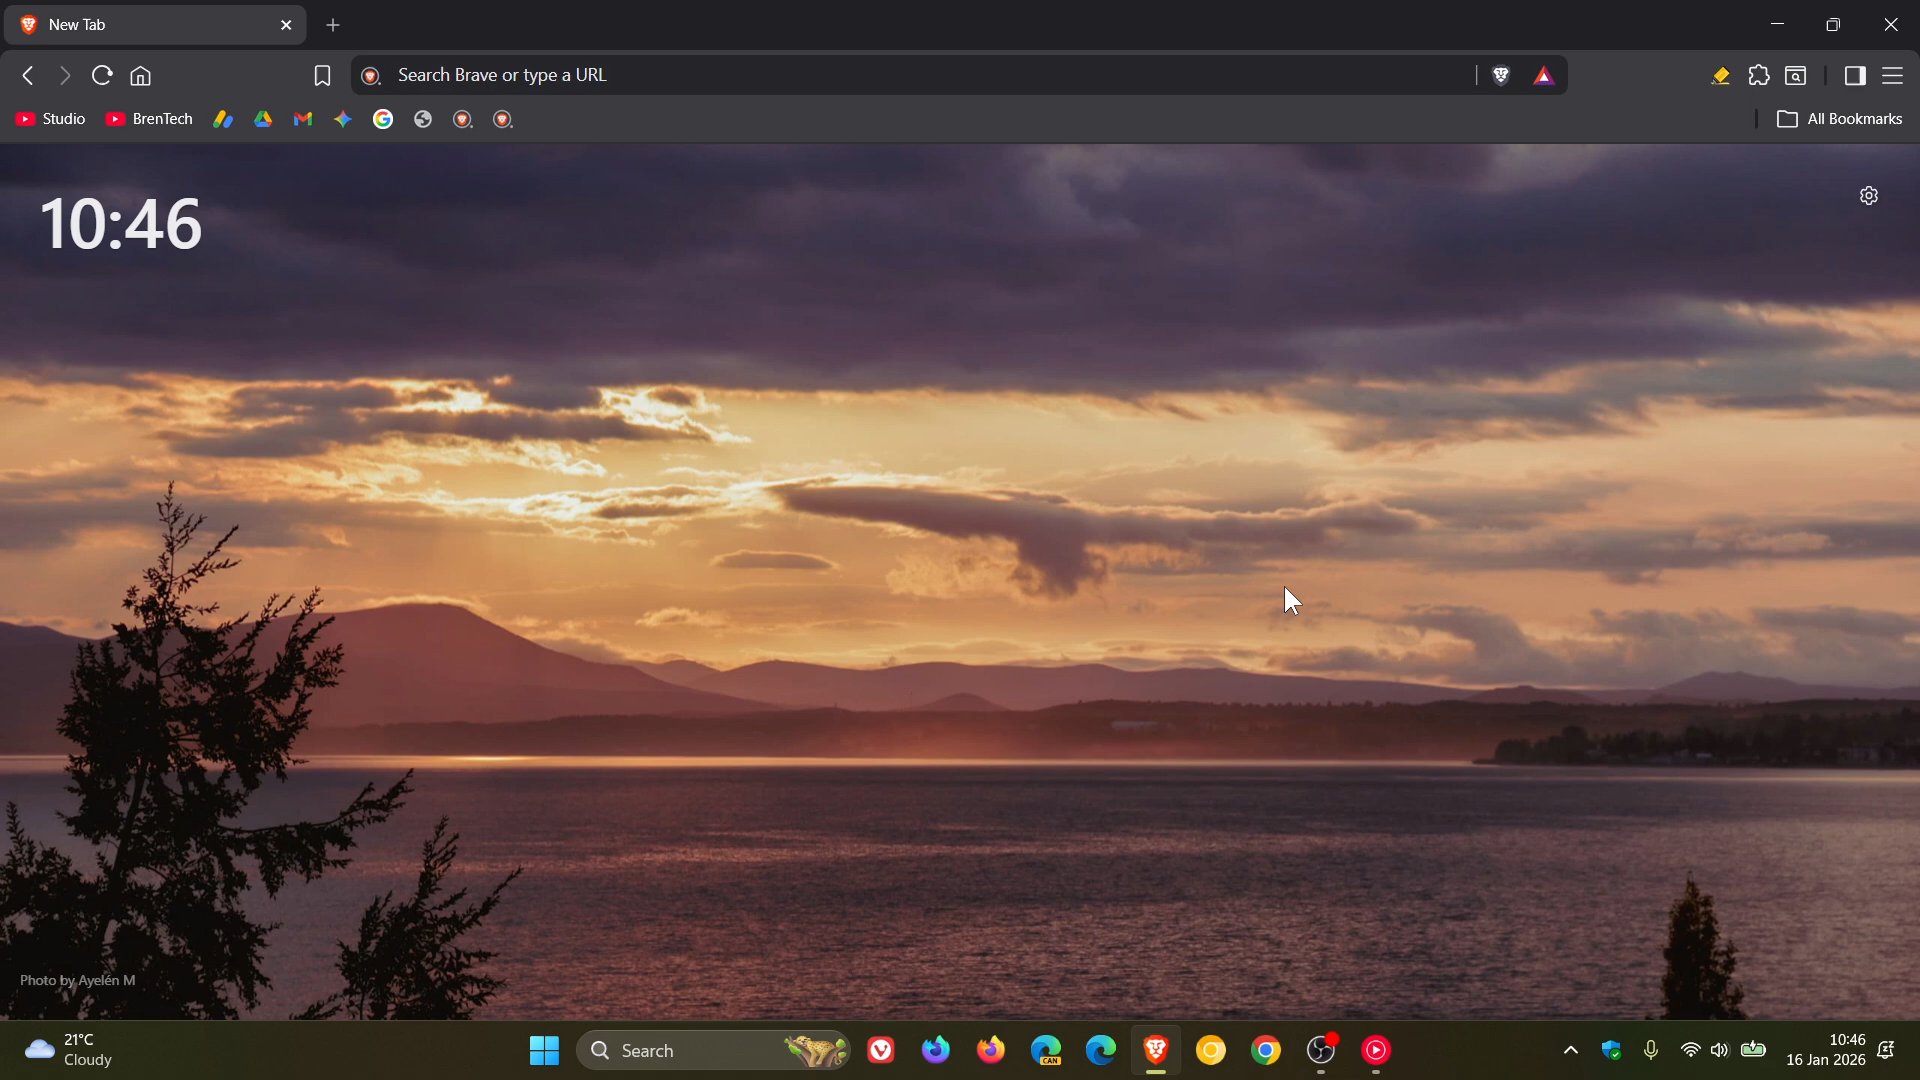 New Tab
Search Brave or type a URL
Studio
BrenTech
All Bookmarks
10:46
Photo by Ayelén M
21°C
Cloudy
Search
CAN
10:46
16 Jan 2026